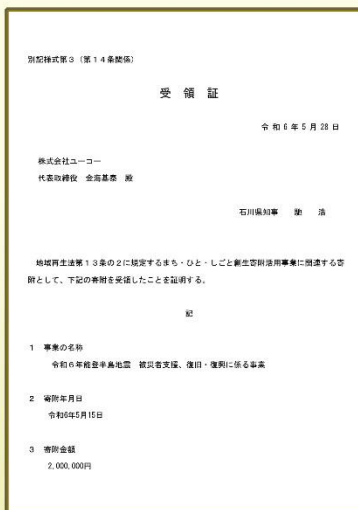 別記様式第３（第１４条関係）
受 領 証
令和６年５月28日
株式会社ユーコー
代表取締役　金海基泰　殿
石川県知事　馳　浩
地域再生法第１３条の２に規定するまち・ひと・しごと創生寄附活用事業に関連する寄
附として、下記の寄附を受領したことを証明する。
記
１　事業の名称
令和６年能登半島地震　被災者支援、復旧・復興に係る事業
２　寄附年月日
令和6年5月15日
３　寄附金額
2,000,000円